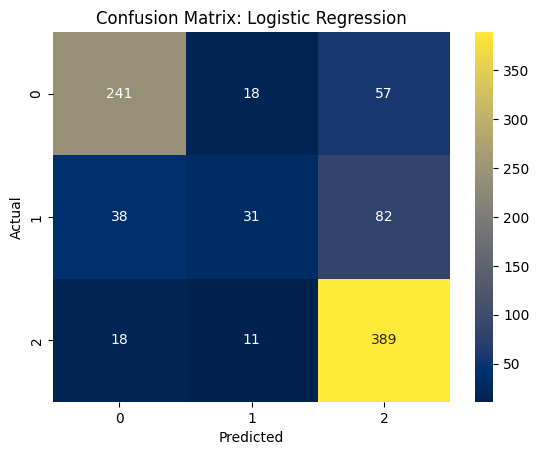 Confusion Matrix: Logistic Regression
0 241 18 57
1 38 31 82
2 18 11 389
0 1 2
Actual
Predicted
350
300
250
200
150
100
50